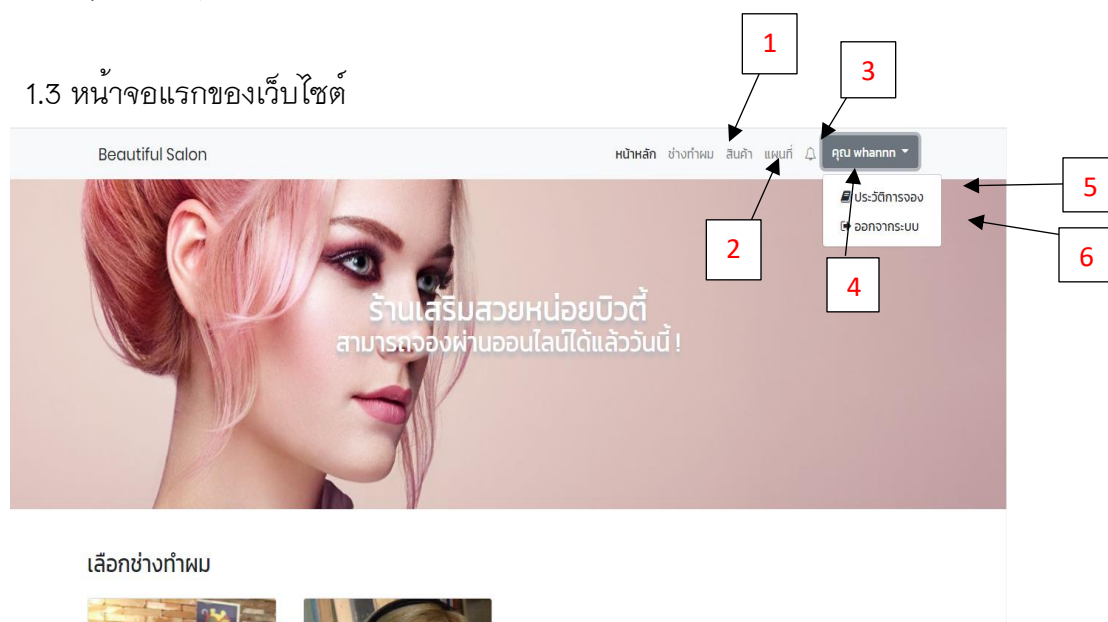 1
3
1.3 หน้าจอแรกของเว็บไซต์
Beautiful Salon
หน้าหลัก ช่างทำผม สินค้า แผนที่ คุณ whannn
ประวัติการจอง
5
ออกจากระบบ
2
6
4
ร้านเสริมสวยหน่อยบิวตี้
สามารถจองผ่านออนไลน์ได้แล้ววันนี้ !
เลือกช่างทำผม